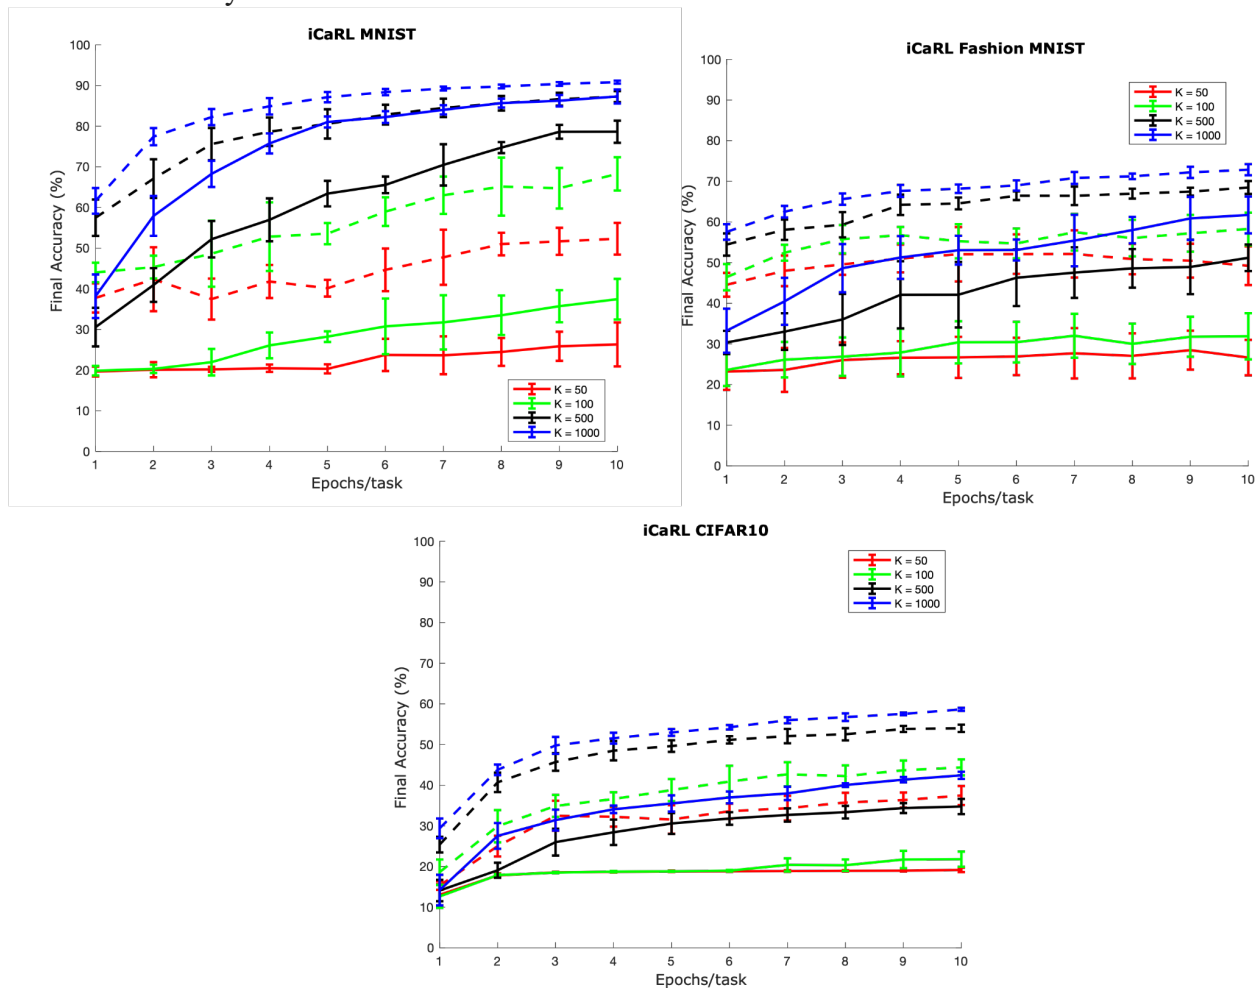 iCaRL MNIST
100
90
80
70
60
50
40
30
20
10
0
Final Accuracy (%)
1 2 3 4 5 6 7 8 9 10
Epochs/task
K = 50
K = 100
K = 500
K = 1000
iCaRL Fashion MNIST
100
90
80
70
60
50
40
30
20
10
0
Final Accuracy (%)
1 2 3 4 5 6 7 8 9 10
Epochs/task
K = 50
K = 100
K = 500
K = 1000
iCaRL CIFAR10
100
90
80
70
60
50
40
30
20
10
0
Final Accuracy (%)
1 2 3 4 5 6 7 8 9 10
Epochs/task
K = 50
K = 100
K = 500
K = 1000